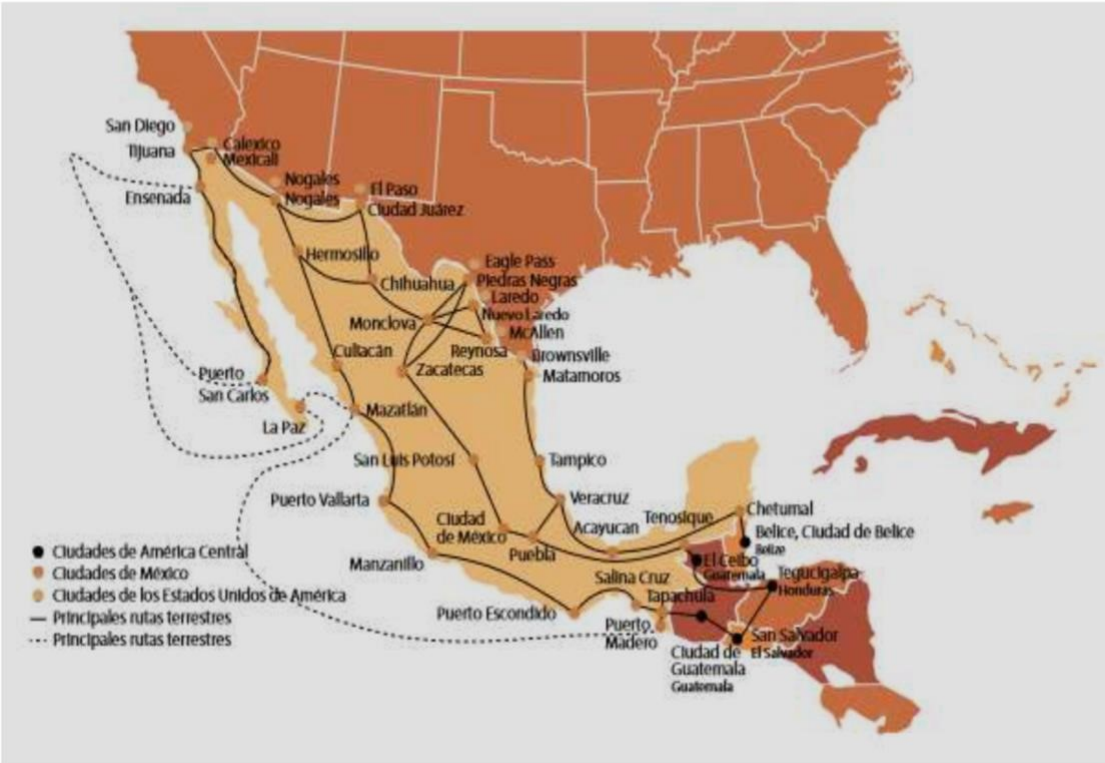 San Diego
Tijuana
Calexico
Mexicali
Ensenada
Nogales
Nogales
El Paso
Ciudad Juárez
Hermosillo
Chihuahua
Eagle Pass
Piedras Negras
Laredo
Nuevo Laredo
McAllen
Monclova
Reynosa
Brownsville
Matamoros
Culiacán
Zacatecas
Puerto
San Carlos
La Paz
Mazatlán
San Luis Potosí
Tampico
Puerto Vallarta
Veracruz
Ciudad
de México
Puebla
Acayucan
Tenosique
Chetumal
Belice, Ciudad de Belice
Belize
Manzanillo
El Ceibo
Guatemala
Tegucigalpa
Honduras
Salina Cruz
Tapachula
Puerto Escondido
Puerto
Madero
San Salvador
El Salvador
Ciudad de
Guatemala
Guatemala
Ciudades de América Central
Ciudades de México
Ciudades de los Estados Unidos de América
Principales rutas terrestres
Principales rutas terrestres